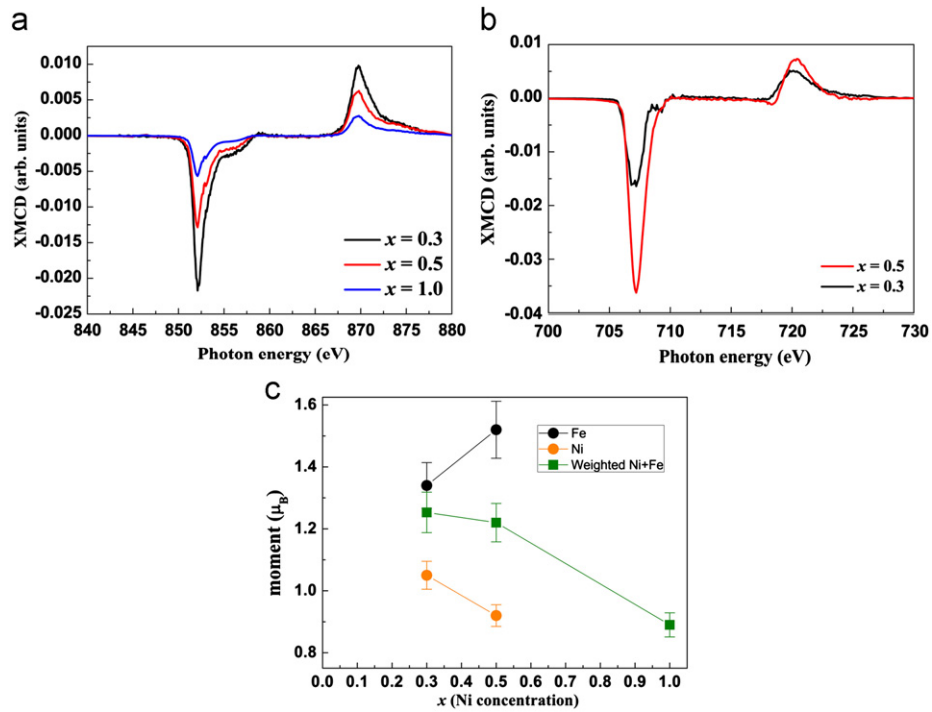 a
XMCD (arb. units)
0.010
0.005
0.000
-0.005
-0.010
-0.015
-0.020
-0.025
x = 0.3
x = 0.5
x = 1.0
840 845 850 855 860 865 870 875 880
Photon energy (eV)
b
XMCD (arb. units)
0.01
0.00
-0.01
-0.02
-0.03
-0.04
x = 0.5
x = 0.3
700 705 710 715 720 725 730
Photon energy (eV)
c
moment (μB)
1.6
1.4
1.2
1.0
0.8
Fe
Ni
Weighted Ni+Fe
0.0 0.1 0.2 0.3 0.4 0.5 0.6 0.7 0.8 0.9 1.0
x (Ni concentration)